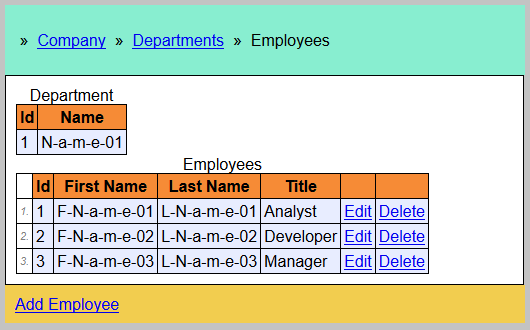 » Company » Departments » Employees
Department
Id Name
1 N-a-m-e-01
Employees
Id First Name Last Name Title
1. 1 F-N-a-m-e-01 L-N-a-m-e-01 Analyst Edit Delete
2. 2 F-N-a-m-e-02 L-N-a-m-e-02 Developer Edit Delete
3. 3 F-N-a-m-e-03 L-N-a-m-e-03 Manager Edit Delete
Add Employee